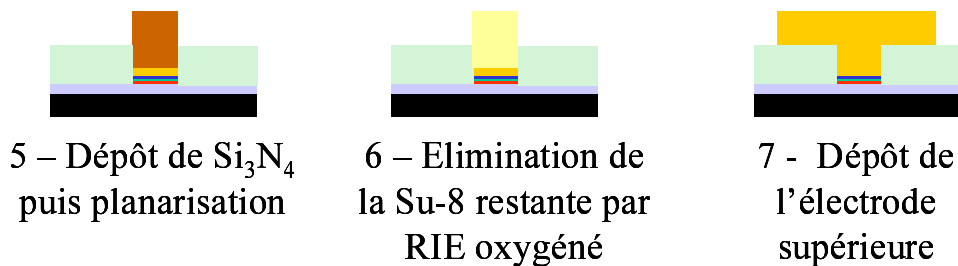 5 – Dépôt de Si₃N₄
puis planarisation
6 – Elimination de
la Su-8 restante par
RIE oxygéné
7 - Dépôt de
l’électrode
supérieure